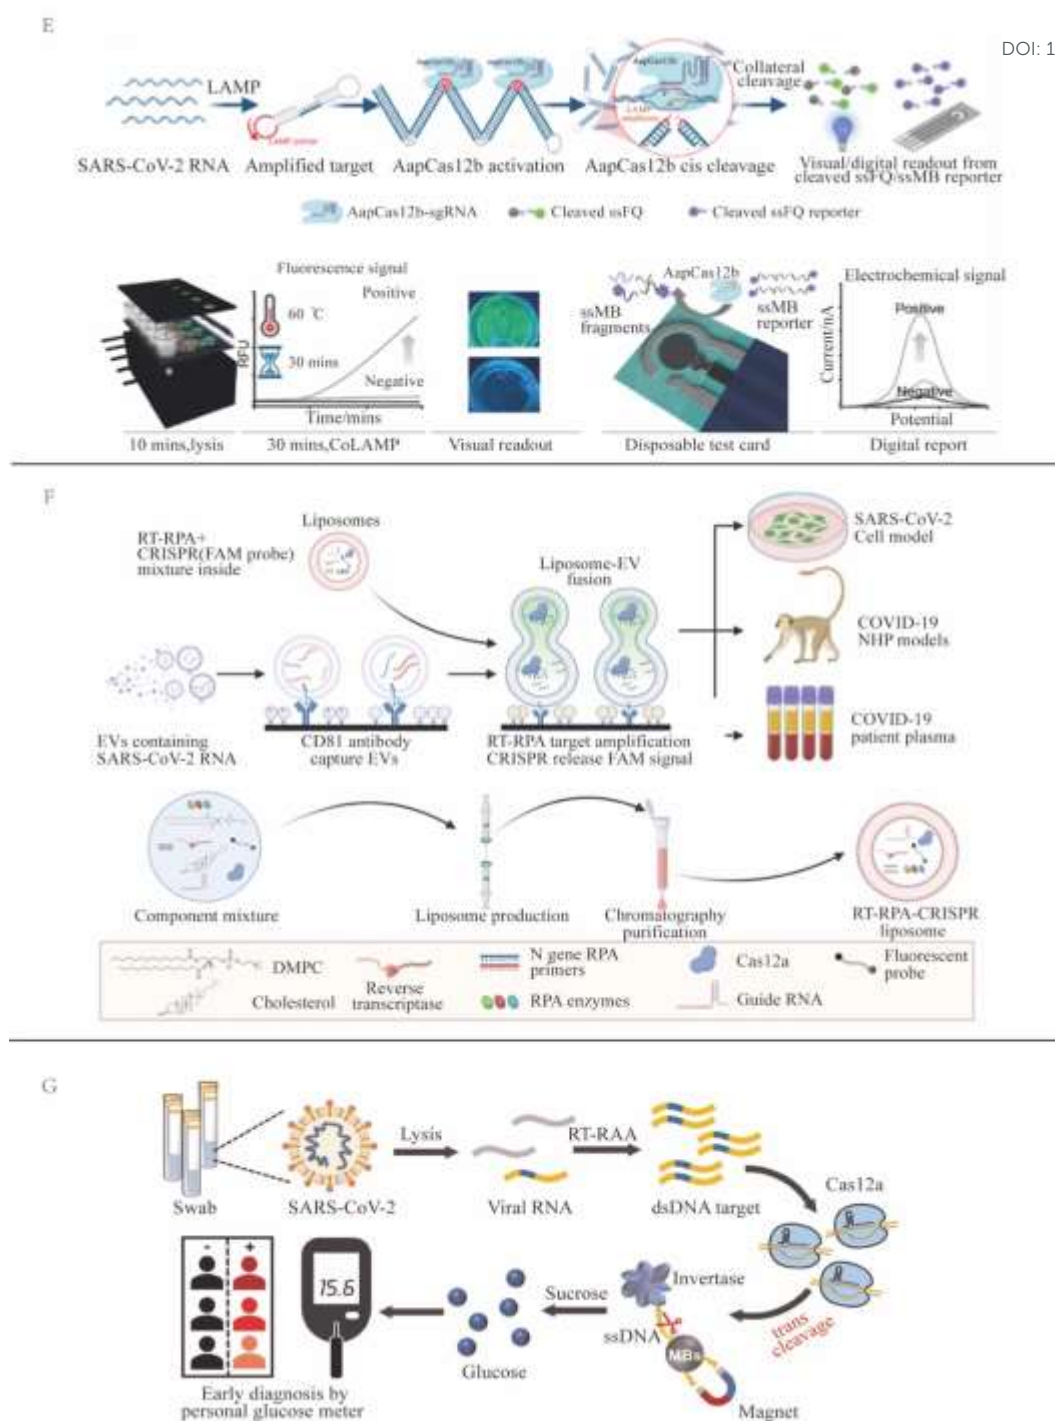 E
DOI: 1
LAMP
AapCas12b
AapCas12b
AapCas12b
Collateral
cleavage
LAMP primer
LAMP
amplicons
SARS-CoV-2 RNA
Amplified target
AapCas12b activation
AapCas12b cis cleavage
Visual/digital readout from
cleaved ssFQ/ssMB reporter
AapCas12b-sgRNA
Cleaved ssFQ
Cleaved ssFQ reporter
Fluorescence signal
Positive
60 ℃
30 mins
Negative
RFU
Time/mins
AapCas12b
ssMB
fragments
ssMB
reporter
Electrochemical signal
Positive
Negative
Current/nA
Potential
10 mins,lysis
30 mins,CoLAMP
Visual readout
Disposable test card
Digital report
F
RT-RPA+
CRISPR(FAM probe)
mixture inside
Liposomes
Liposome-EV
fusion
SARS-CoV-2
Cell model
COVID-19
NHP models
COVID-19
patient plasma
EVs containing
SARS-CoV-2 RNA
CD81 antibody
capture EVs
RT-RPA target amplification
CRISPR release FAM signal
Component mixture
Liposome production
Chromatography
purification
RT-RPA-CRISPR
liposome
DMPC
Cholesterol
Reverse
transcriptase
N gene RPA
primers
RPA enzymes
Cas12a
Guide RNA
Fluorescent
probe
G
Swab
SARS-CoV-2
Lysis
Viral RNA
RT-RAA
dsDNA target
Cas12a
trans
cleavage
Invertase
ssDNA
MBs
Magnet
Sucrose
Glucose
15.6
- +
Early diagnosis by
personal glucose meter